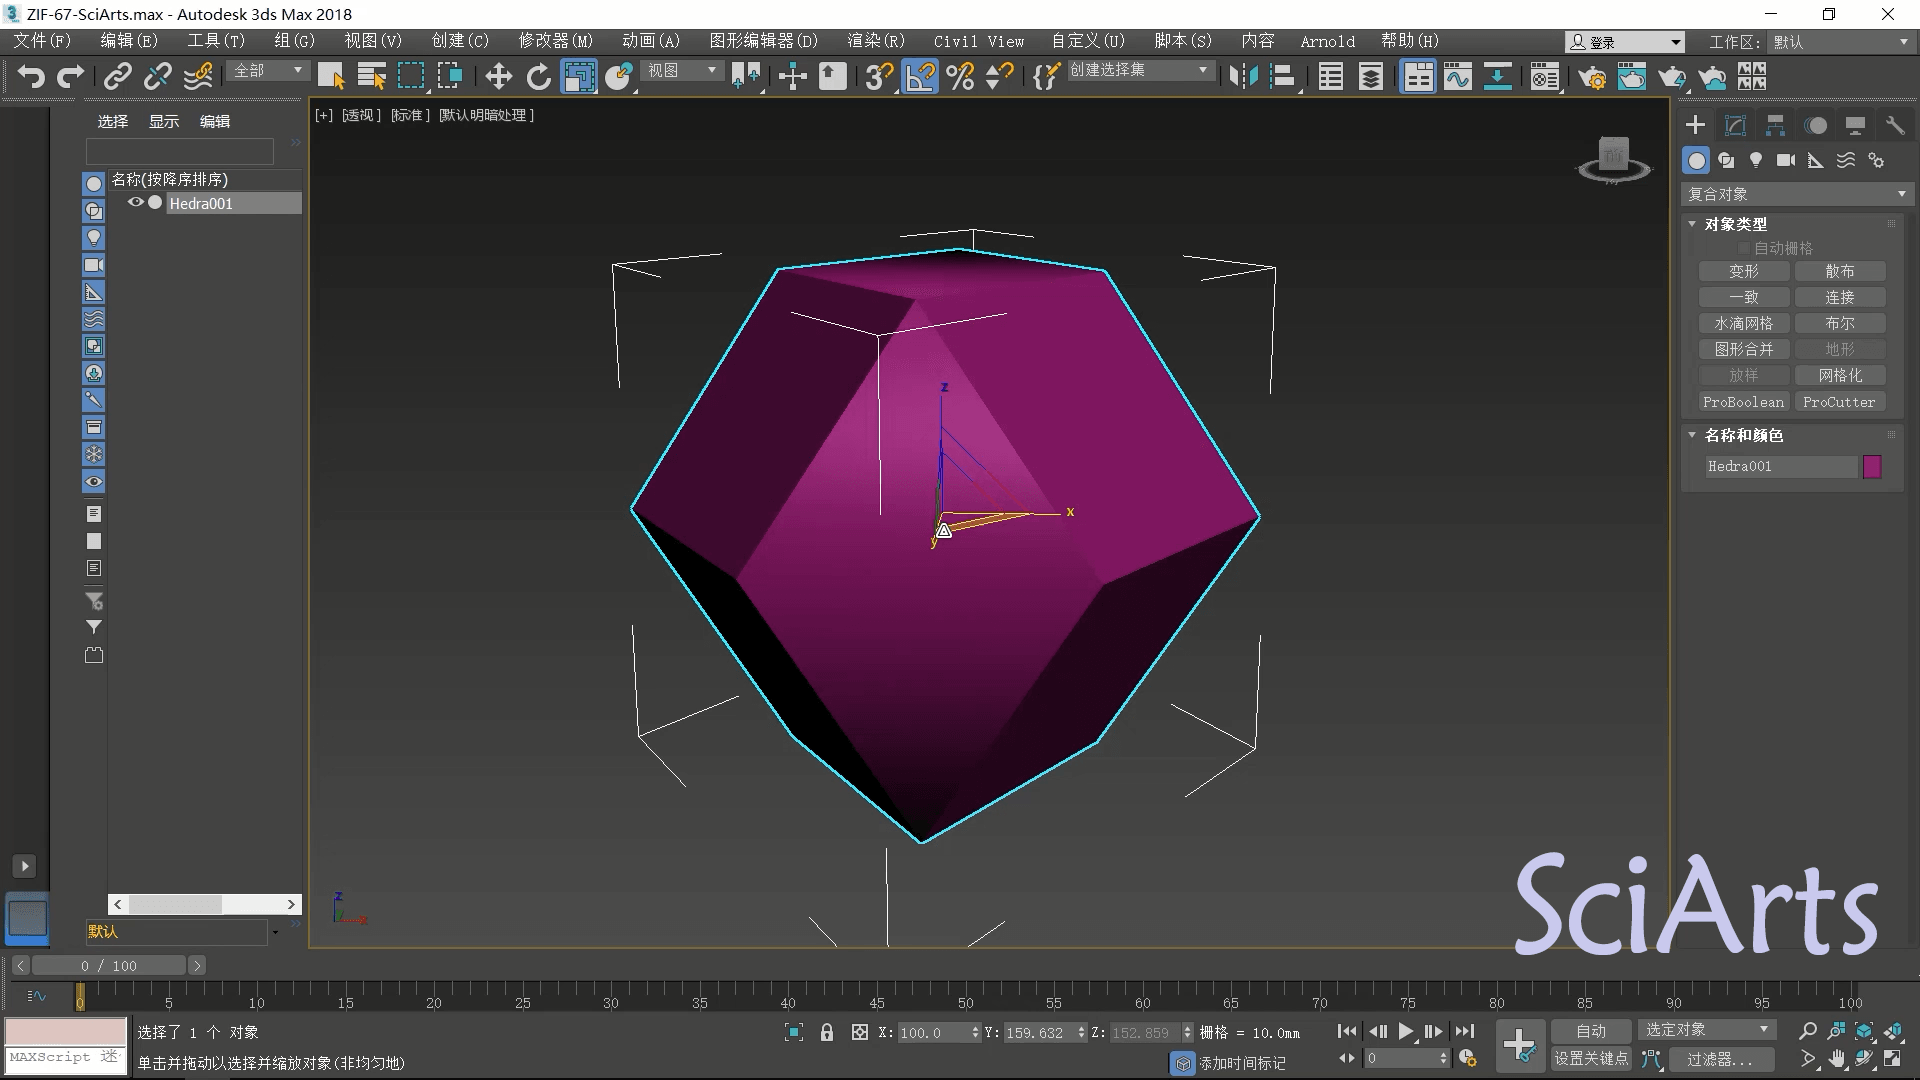 ZIF-67-SciArts.max - Autodesk 3ds Max 2018
文件(F) 编辑(E) 工具(T) 组(G) 视图(V) 创建(C) 修改器(M) 动画(A) 图形编辑器(D) 渲染(R) Civil View 自定义(U) 脚本(S) 内容 Arnold 帮助(H) 登录 工作区: 默认
全部 视图 创建选择集
选择 显示 编辑
[+] [透视] [标准] [默认明暗处理]
名称(按降序排序)
Hedra001
复合对象
对象类型
自动栅格
变形 散布
一致 连接
水滴网格 布尔
图形合并 地形
放样 网格化
ProBoolean ProCutter
名称和颜色
Hedra001
z
x
y
z
x
SciArts
默认
0 / 100
0 5 10 15 20 25 30 35 40 45 50 55 60 65 70 75 80 85 90 95 100
选择了 1 个 对象 X: 100.0 Y: 159.632 Z: 152.859 栅格 = 10.0mm 自动 选定对象
MAXScript 迷 单击并拖动以选择并缩放对象(非均匀地) 添加时间标记 0 设置关键点 过滤器...